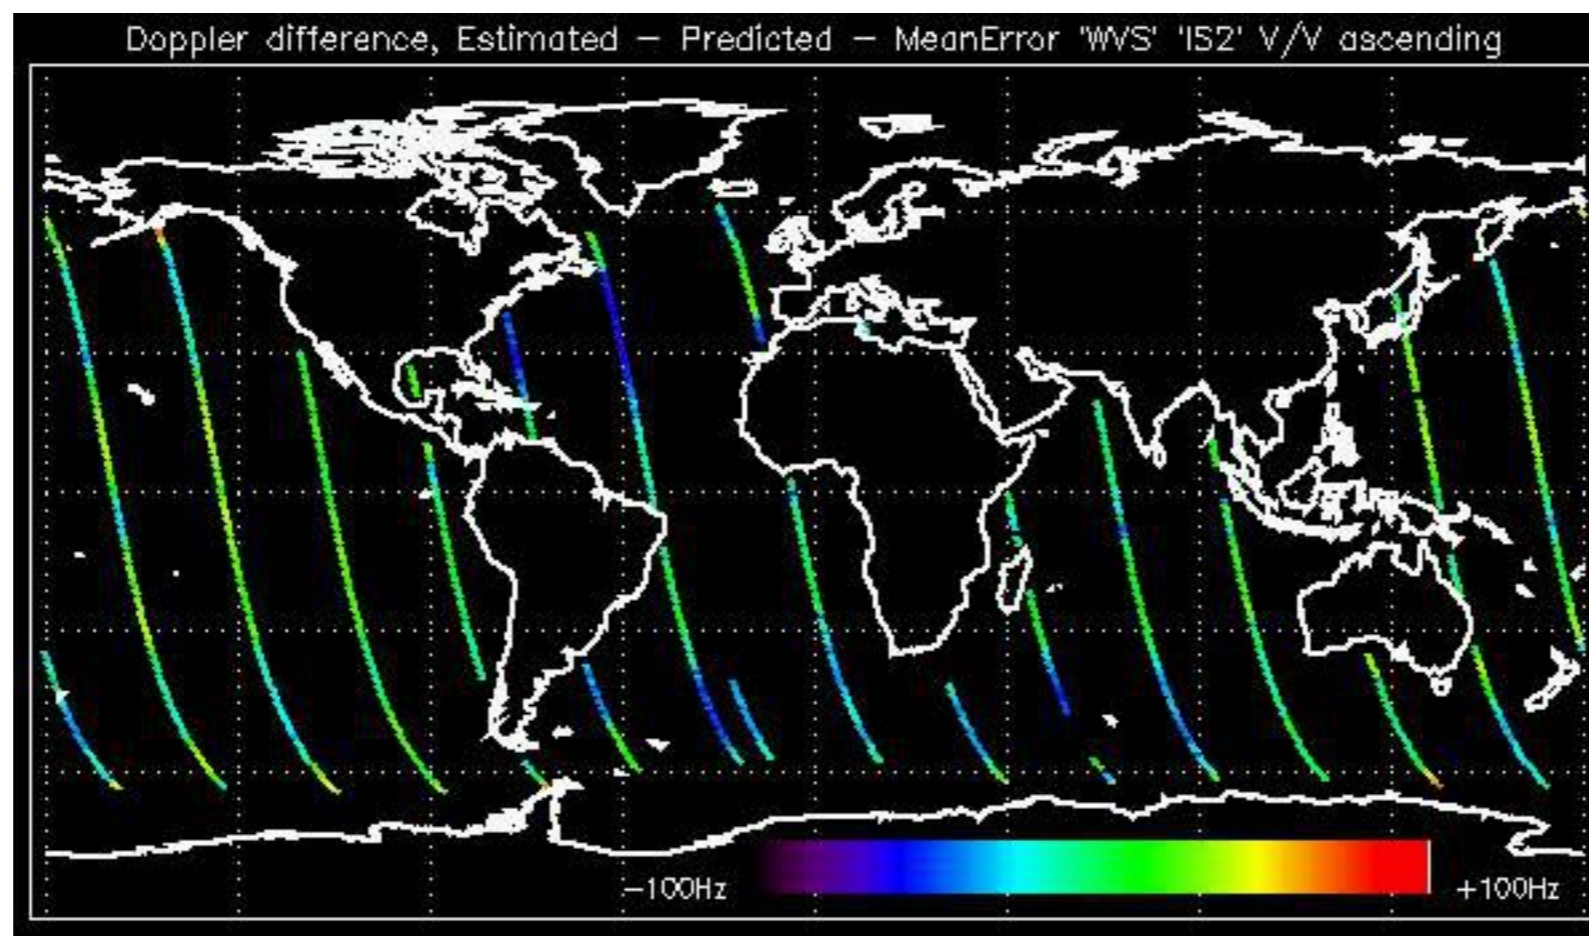 Doppler difference, Estimated – Predicted – MeanError 'WVS' 'IS2' V/V ascending
–100Hz +100Hz